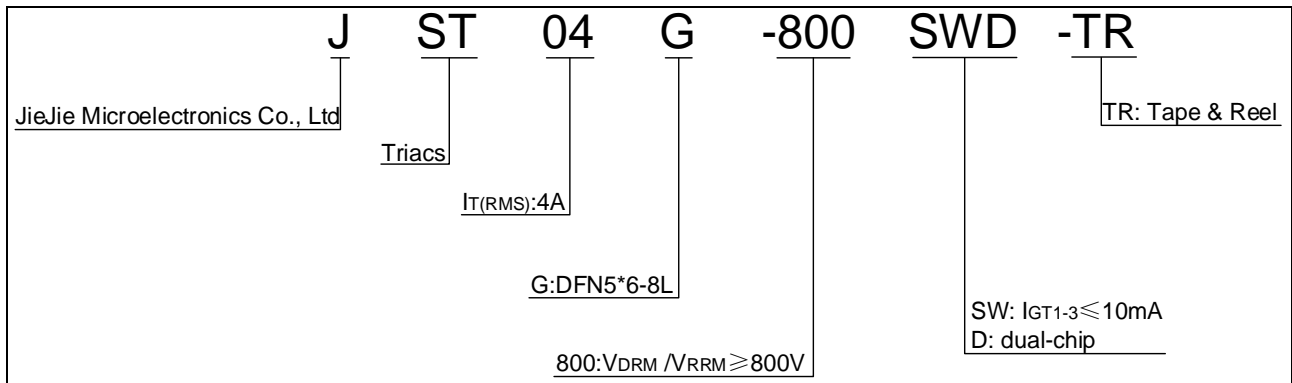 J ST 04 G -800 SWD -TR
JieJie Microelectronics Co., Ltd
TR: Tape & Reel
Triacs
IT(RMS):4A
G:DFN5*6-8L
SW: IGT1-3≤10mA
D: dual-chip
800:VDRM /VRRM≥800V